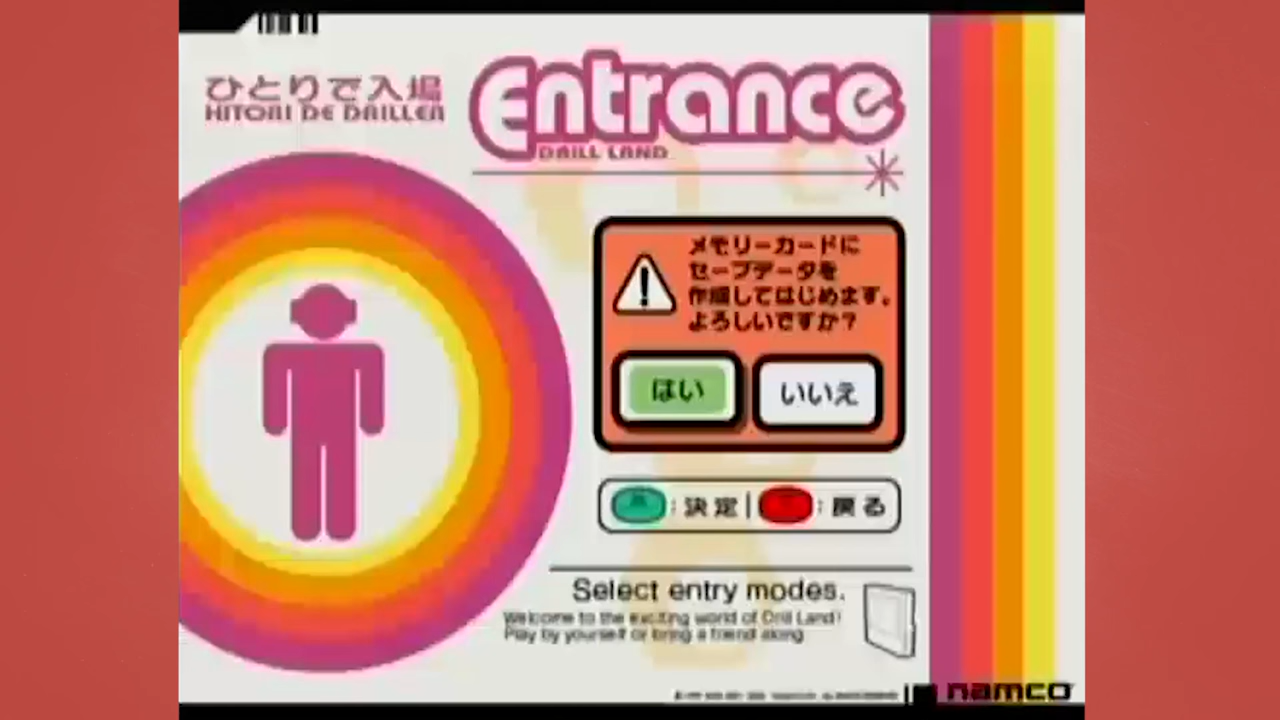 ひとりで入場
HITORI DE DRILLER
Entrance
DRILL LAND
メモリーカードに
セーブデータを
作成してはじめます。
よろしいですか?
はい
いいえ
A:決定|B:戻る
Select entry modes.
Welcome to the exciting world of Drill Land!
Play by yourself or bring a friend along
namco